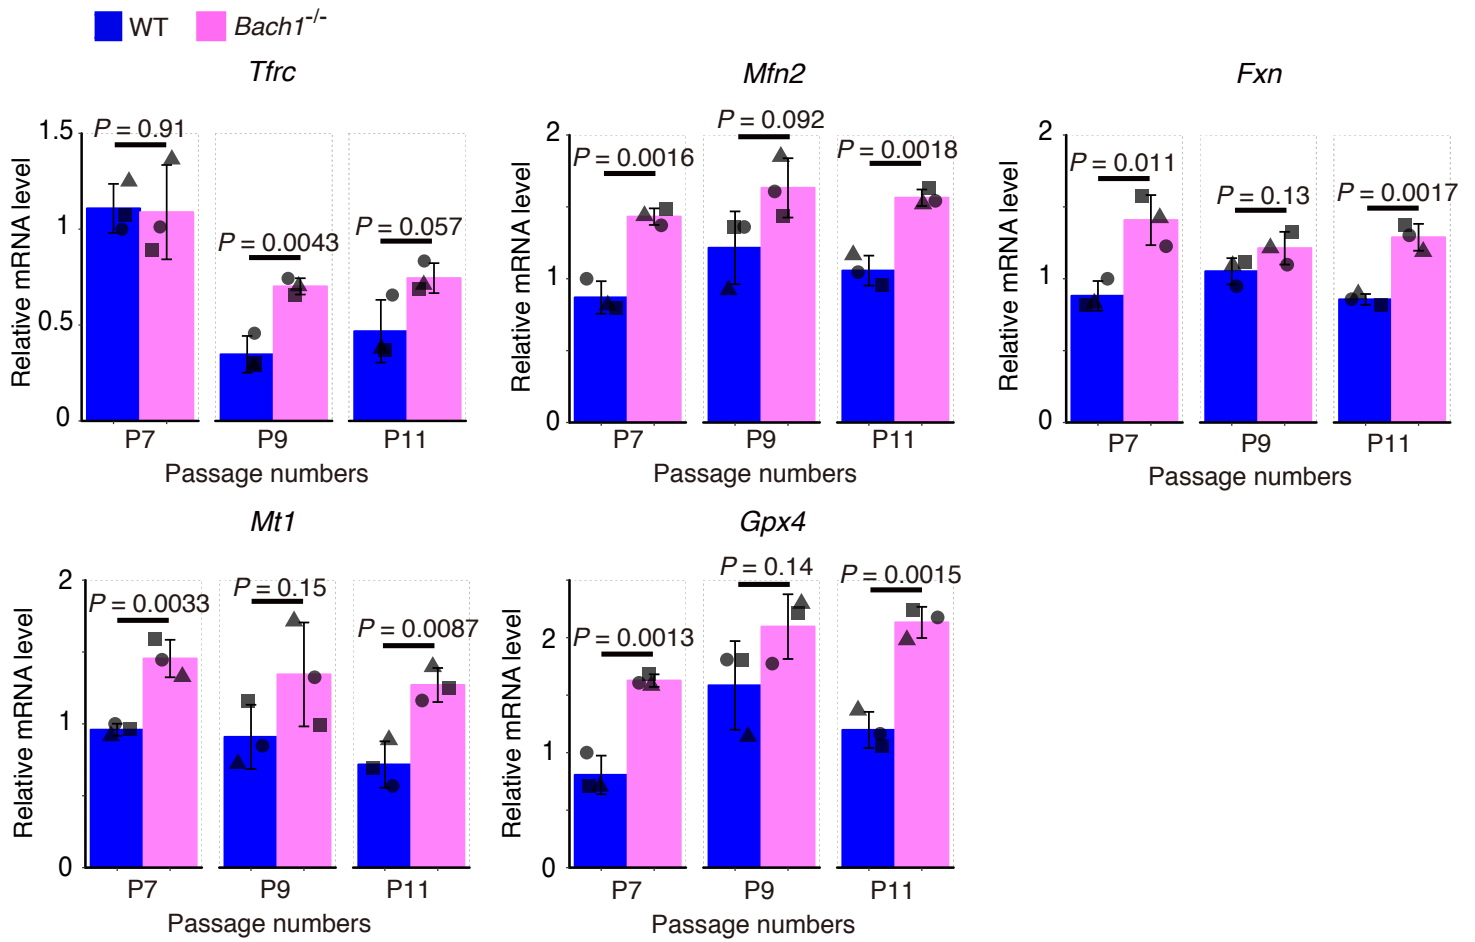 WT Bach1-/-
Tfrc
Relative mRNA level
1.5
1
0.5
0
P = 0.91
P = 0.0043
P = 0.057
P7 P9 P11
Passage numbers
Mfn2
Relative mRNA level
2
1
0
P = 0.0016
P = 0.092
P = 0.0018
P7 P9 P11
Passage numbers
Fxn
Relative mRNA level
2
1
0
P = 0.011
P = 0.13
P = 0.0017
P7 P9 P11
Passage numbers
Mt1
Relative mRNA level
2
1
0
P = 0.0033
P = 0.15
P = 0.0087
P7 P9 P11
Passage numbers
Gpx4
Relative mRNA level
2
1
0
P = 0.0013
P = 0.14
P = 0.0015
P7 P9 P11
Passage numbers